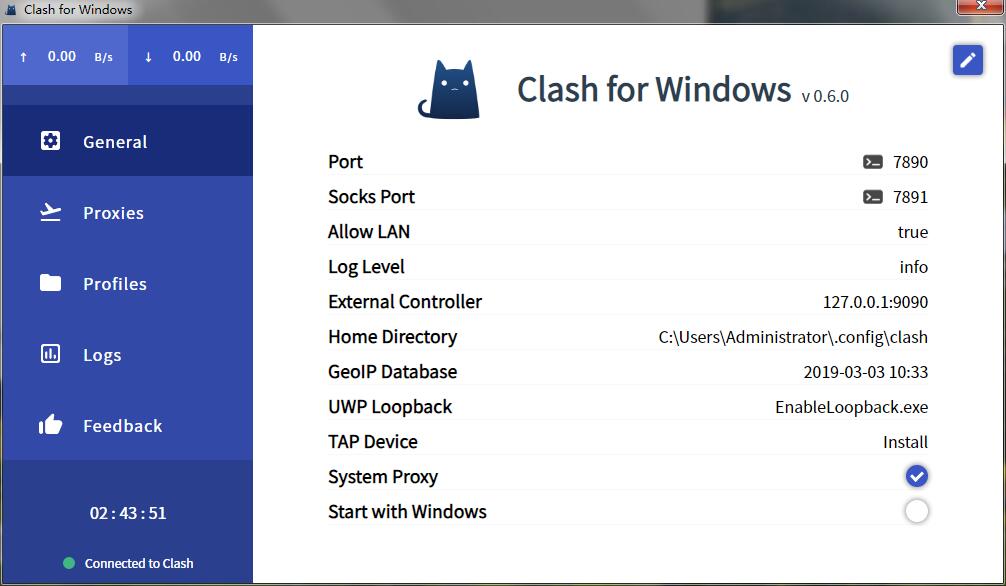 Clash for Windows
↑ 0.00 B/s ↓ 0.00 B/s
General
Proxies
Profiles
Logs
Feedback
02 : 43 : 51
Connected to Clash
Clash for Windows v 0.6.0
Port 7890
Socks Port 7891
Allow LAN true
Log Level info
External Controller 127.0.0.1:9090
Home Directory C:\Users\Administrator\.config\clash
GeoIP Database 2019-03-03 10:33
UWP Loopback EnableLoopback.exe
TAP Device Install
System Proxy
Start with Windows